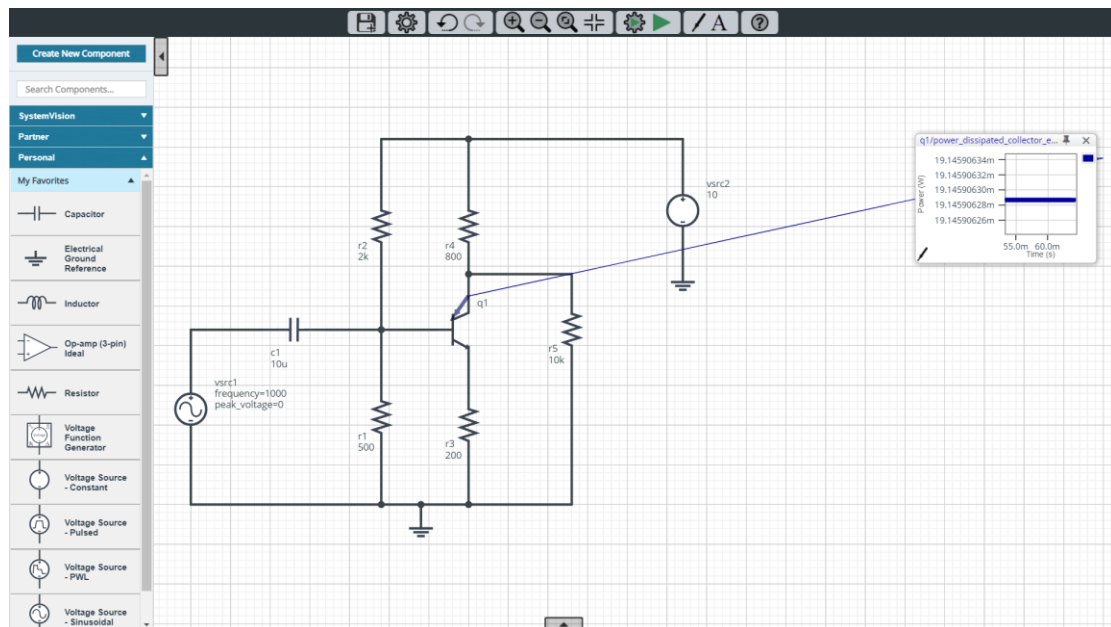 A
?
Create New Component
Search Components...
SystemVision
Partner
Personal
My Favorites
Capacitor
Electrical
Ground
Reference
Inductor
Op-amp (3-pin)
Ideal
Resistor
Voltage
Function
Generator
Voltage Source
- Constant
Voltage Source
- Pulsed
Voltage Source
- PWL
Voltage Source
- Sinusoidal
vsrc2
10
r2
2k
r4
800
q1
c1
10u
r5
10k
vsrc1
frequency=1000
peak_voltage=0
r1
500
r3
200
q1/power_dissipated_collector_e...
Power (W)
19.14590634m
19.14590632m
19.14590630m
19.14590628m
19.14590626m
55.0m 60.0m
Time (s)